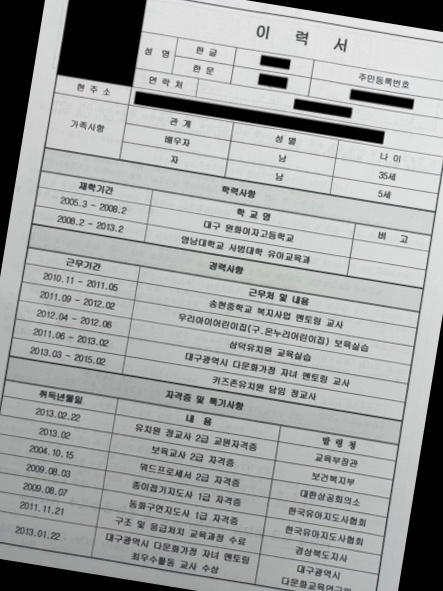 이 력 서
성 명 한 글 주민등록번호
한 문
연 락 처
현 주 소
가족사항 관 계 성 별 나 이
배우자 남 35세
자 남 5세
학력사항
재학기간 학 교 명 비 고
2005.3 - 2008.2 대구 원화여자고등학교
2008.2 - 2013.2 영남대학교 사범대학 유아교육과
경력사항
근무기간 근무처 및 내용
2010.11 - 2011.05 송현중학교 복지사업 멘토링 교사
2011.09 - 2012.02 우리아이어린이집(구.온누리어린이집) 보육실습
2012.04 - 2012.06 삼덕유치원 교육실습
2011.06 - 2013.02 대구광역시 다문화가정 자녀 멘토링 교사
2013.03 - 2015.02 키즈존유치원 담임 정교사
자격증 및 특기사항
취득년월일 내 용 발 령 청
2013.02.22 유치원 정교사 2급 교원자격증 교육부장관
2013.02 보육교사 2급 자격증 보건복지부
2004.10.15 워드프로세서 2급 자격증 대한상공회의소
2009.08.03 종이접기지도사 1급 자격증 한국유아지도사협회
2009.08.07 동화구연지도사 1급 자격증 한국유아지도사협회
2011.11.21 구조 및 응급처치 교육과정 수료 경상북도지사
2013.01.22 대구광역시 다문화가정 자녀 멘토링 대구광역시
최우수활동 교사 수상 다문화교육연구원